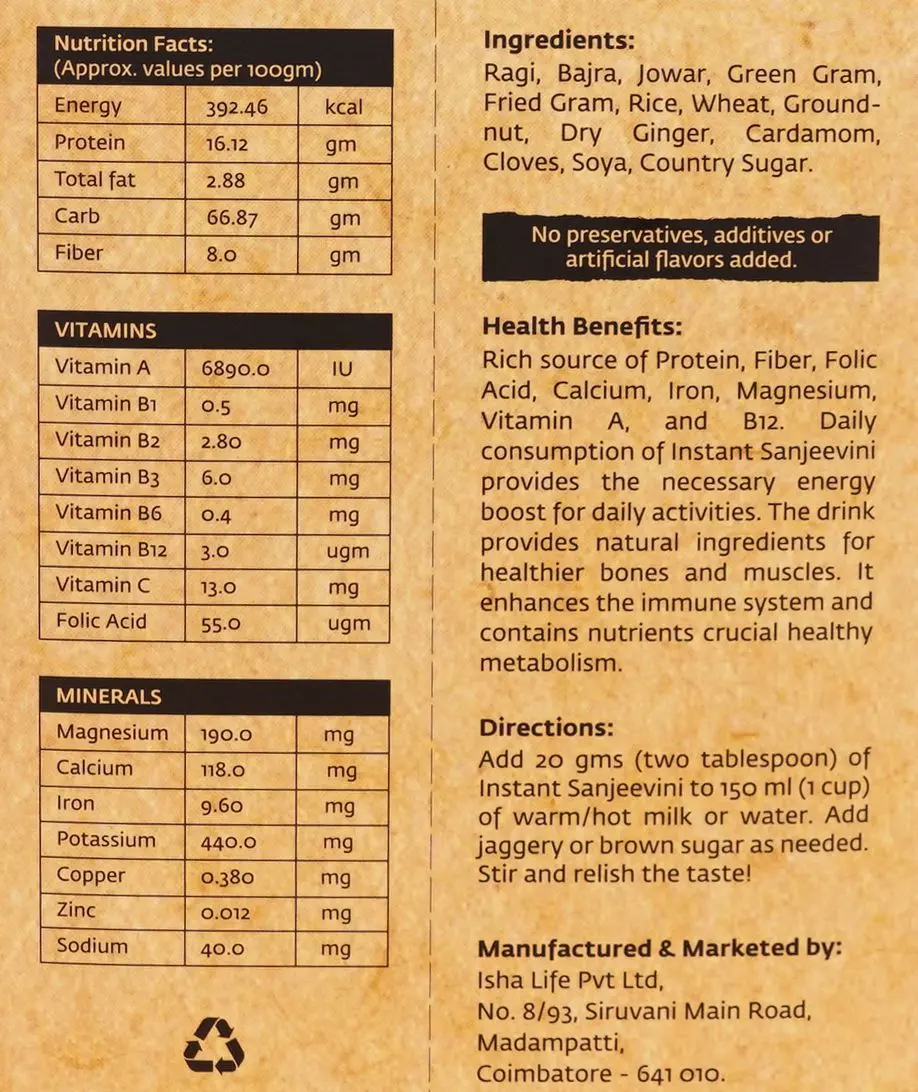 Nutrition Facts:
(Approx. values per 100gm)
Energy 392.46 kcal
Protein 16.12 gm
Total fat 2.88 gm
Carb 66.87 gm
Fiber 8.0 gm
VITAMINS
Vitamin A 6890.0 IU
Vitamin B1 0.5 mg
Vitamin B2 2.80 mg
Vitamin B3 6.0 mg
Vitamin B6 0.4 mg
Vitamin B12 3.0 ugm
Vitamin C 13.0 mg
Folic Acid 55.0 ugm
MINERALS
Magnesium 190.0 mg
Calcium 118.0 mg
Iron 9.60 mg
Potassium 440.0 mg
Copper 0.380 mg
Zinc 0.012 mg
Sodium 40.0 mg
Ingredients:
Ragi, Bajra, Jowar, Green Gram,
Fried Gram, Rice, Wheat, Ground-
nut, Dry Ginger, Cardamom,
Cloves, Soya, Country Sugar.
No preservatives, additives or
artificial flavors added.
Health Benefits:
Rich source of Protein, Fiber, Folic
Acid, Calcium, Iron, Magnesium,
Vitamin A, and B12. Daily
consumption of Instant Sanjeevini
provides the necessary energy
boost for daily activities. The drink
provides natural ingredients for
healthier bones and muscles. It
enhances the immune system and
contains nutrients crucial healthy
metabolism.
Directions:
Add 20 gms (two tablespoon) of
Instant Sanjeevini to 150 ml (1 cup)
of warm/hot milk or water. Add
jaggery or brown sugar as needed.
Stir and relish the taste!
Manufactured & Marketed by:
Isha Life Pvt Ltd,
No. 8/93, Siruvani Main Road,
Madampatti,
Coimbatore - 641 010.